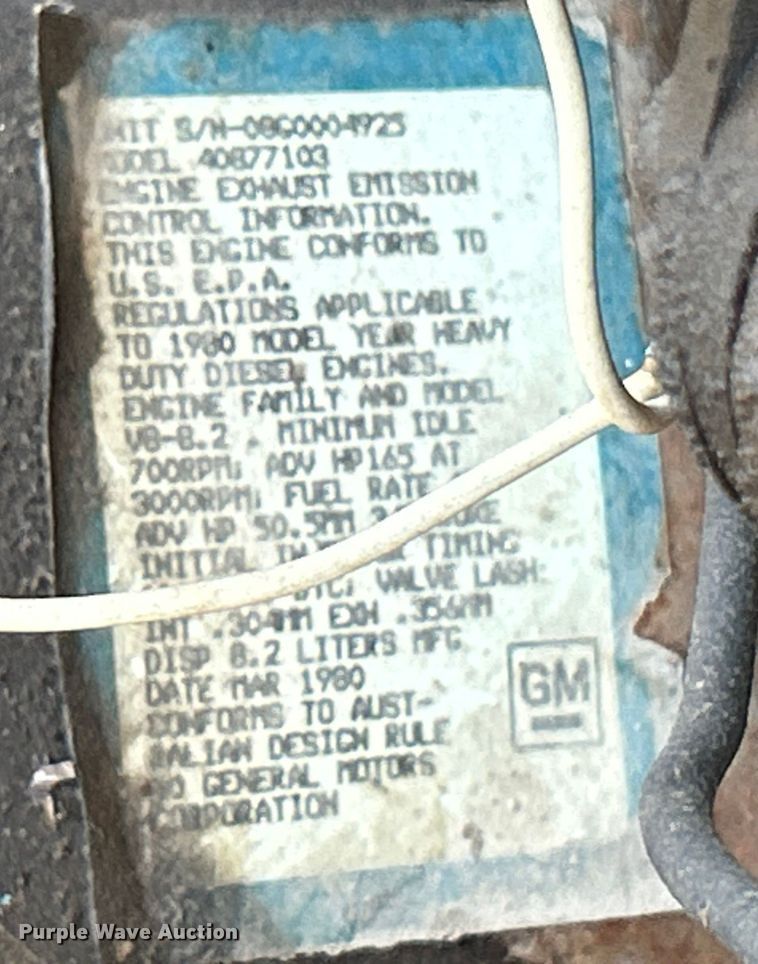 S/N-08G0004925
40877103
ENGINE EXHAUST EMISSION
CONTROL INFORMATION.
THIS ENGINE CONFORMS TO
U.S. E.P.A.
REGULATIONS APPLICABLE
TO 1980 MODEL YEAR HEAVY
DUTY DIESEL ENGINES.
ENGINE FAMILY AND MODEL
V8-8.2 . MINIMUM IDLE
700RPM; ADV HP165 AT
3000RPM; FUEL RATE
ADV HP 50.5MM
INITIAL TIMING
VALVE LASH:
INT .304MM EXH .356MM
DISP 8.2 LITERS MFG
DATE MAR 1980
CONFORMS TO AUST-
RALIAN DESIGN RULE
GENERAL MOTORS
CORPORATION
GM
Purple Wave Auction